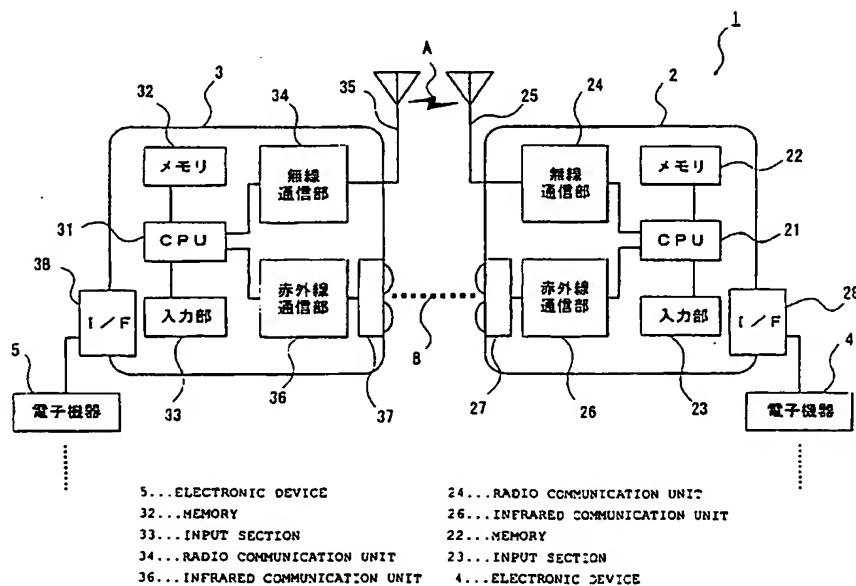 1
A
3
2
32
34
35
25
24
メモリ
無線
通信部
無線
通信部
メモリ
22
31
CPU
CPU
21
38
28
I/F
入力部
赤外線
通信部
B
赤外線
通信部
入力部
I/F
5
4
33
36
37
27
26
23
電子機器
電子機器
5...ELECTRONIC DEVICE
32...MEMORY
33...INPUT SECTION
34...RADIO COMMUNICATION UNIT
36...INFRARED COMMUNICATION UNIT
24...RADIO COMMUNICATION UNIT
26...INFRARED COMMUNICATION UNIT
22...MEMORY
23...INPUT SECTION
4...ELECTRONIC DEVICE